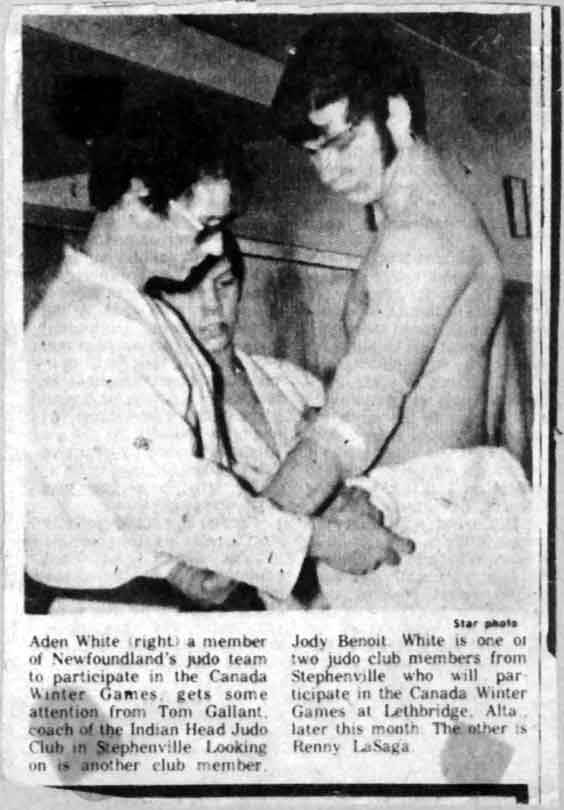 Star photo
Aden White (right) a member
of Newfoundland's judo team
to participate in the Canada
Winter Games, gets some
attention from Tom Gallant,
coach of the Indian Head Judo
Club in Stephenville Looking
on is another club member,
Jody Benoit. White is one of
two judo club members from
Stephenville who will par-
ticipate in the Canada Winter
Games at Lethbridge, Alta.,
later this month. The other is
Renny LaSaga.